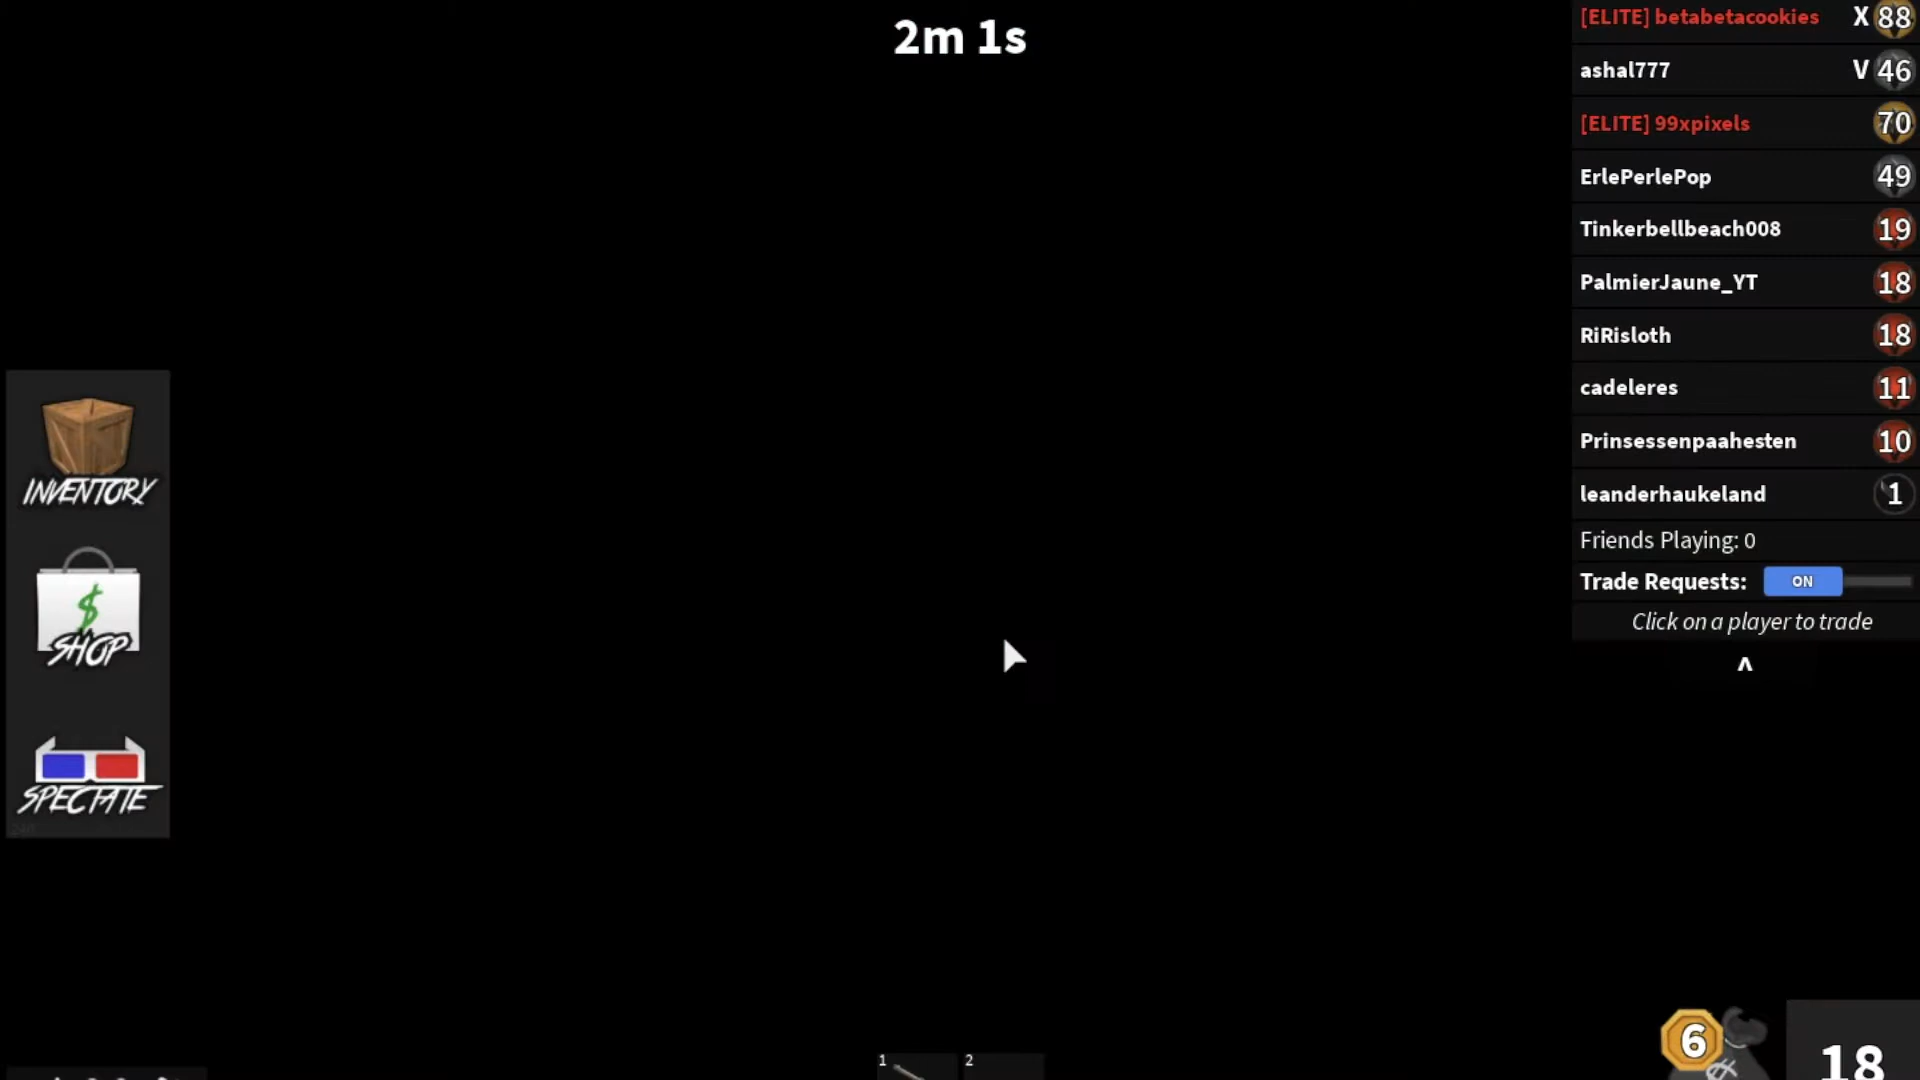 2m 1s
[ELITE] betabetacookies X 88
ashal777 V 46
[ELITE] 99xpixels 70
ErlePerlePop 49
Tinkerbellbeach008 19
PalmierJaune_YT 18
RiRisloth 18
cadeleres 11
Prinsessenpaahesten 10
leanderhaukeland 1
Friends Playing: 0
Trade Requests: ON
Click on a player to trade
^
INVENTORY
$
SHOP
SPECTATE
1 2
6
18